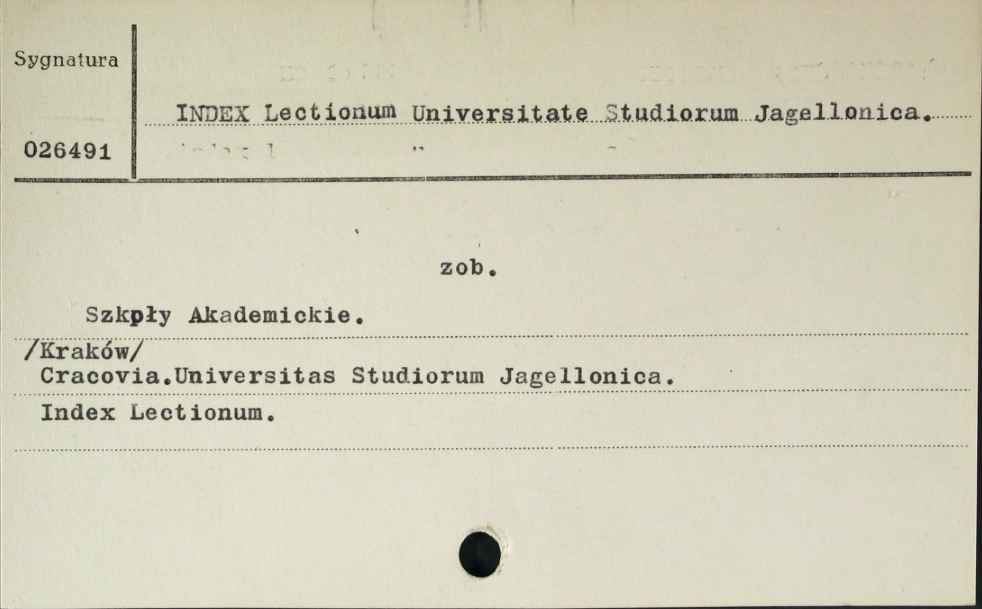 Sygnatura
INDEX Lectionum Universitate Studiorum Jagellonica.
026491
zob.
Szkpły Akademickie.
/Kraków/
Cracovia.Universitas Studiorum Jagellonica.
Index Lectionum.